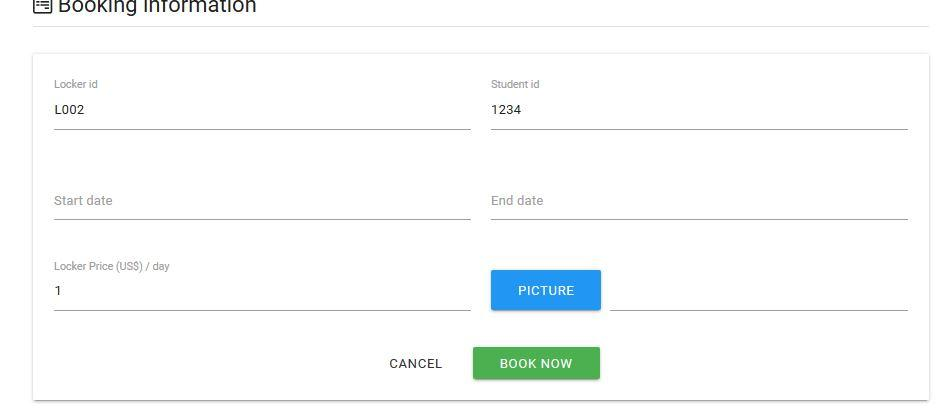 Booking Information
Locker id
Student id
L002
1234
Start date
End date
Locker Price (US$) / day
1
PICTURE
CANCEL
BOOK NOW